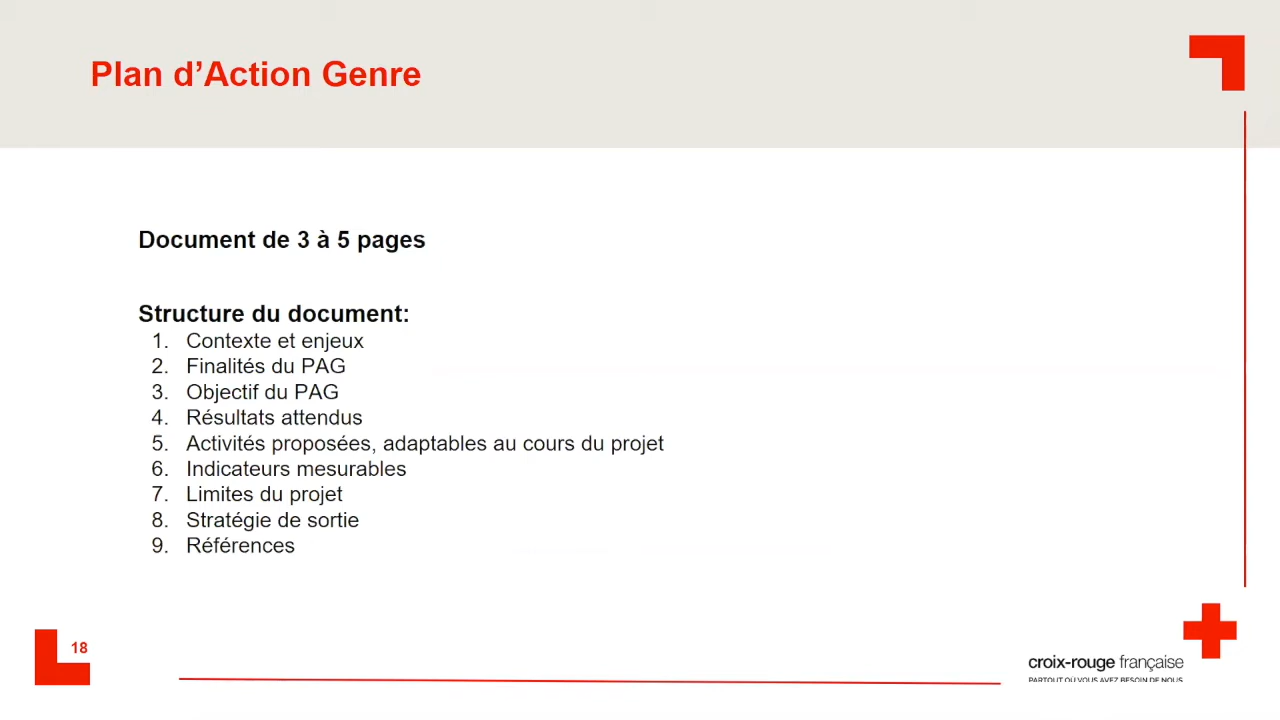 Plan d’Action Genre
Document de 3 à 5 pages
Structure du document:
1. Contexte et enjeux
2. Finalités du PAG
3. Objectif du PAG
4. Résultats attendus
5. Activités proposées, adaptables au cours du projet
6. Indicateurs mesurables
7. Limites du projet
8. Stratégie de sortie
9. Références
18
croix-rouge française
PARTOUT OÙ VOUS AVEZ BESOIN DE NOUS